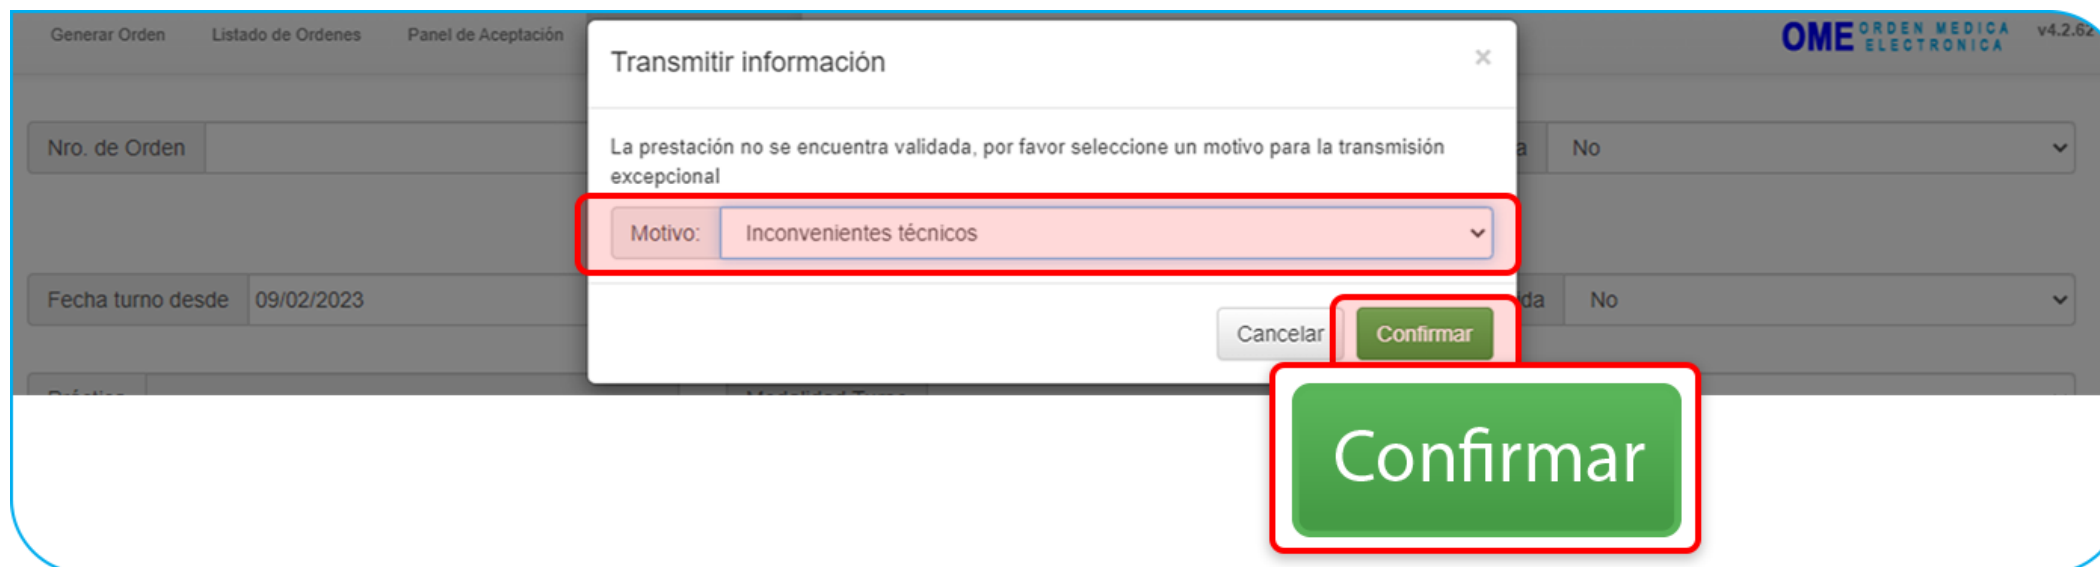 Generar Orden Listado de Ordenes Panel de Aceptación
OME ORDEN MEDICA ELECTRONICA v4.2.62
Transmitir información ×
Nro. de Orden
La prestación no se encuentra validada, por favor seleccione un motivo para la transmisión
excepcional
a No
Motivo: Inconvenientes técnicos
Fecha turno desde 09/02/2023
da No
Cancelar Confirmar
Confirmar